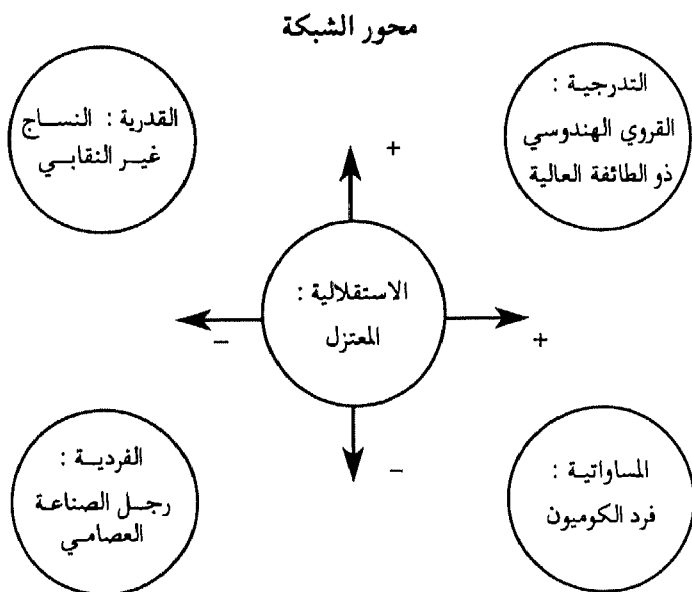 محور الشبكة
التدرجية :
القروي الهندوسي
ذو الطائفة العالية
القدرية : النساج
غير النقابي
+
الاستقلالية :
المعتزل
+
–
–
المساواتية :
فرد الكوميون
الفردية :
رجل الصناعة
العصامي